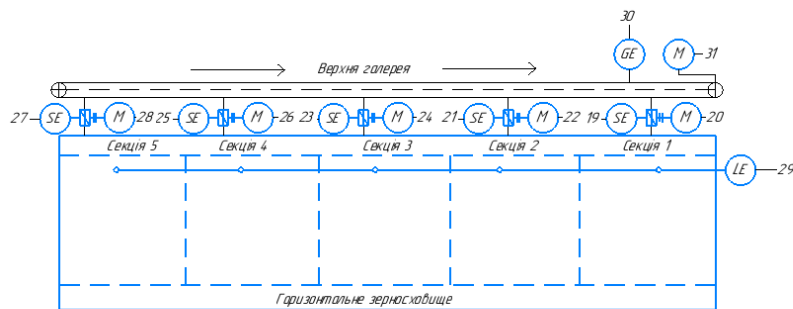 30
GE
M
31
Верхня галерея
27
SE
M
28
25
SE
M
26
23
SE
M
24
21
SE
M
22
19
SE
M
20
Секція 5
Секція 4
Секція 3
Секція 2
Секція 1
LE
29
Горизонтальне зерносховище